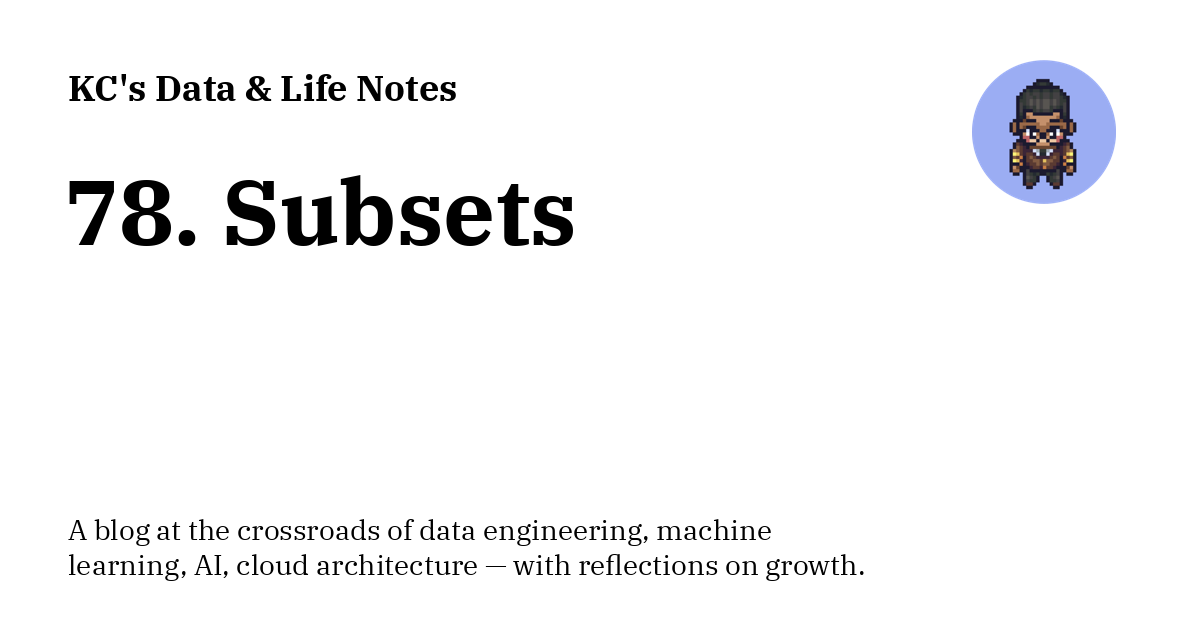 KC's Data & Life Notes
78. Subsets
A blog at the crossroads of data engineering, machine
learning, AI, cloud architecture — with reflections on growth.